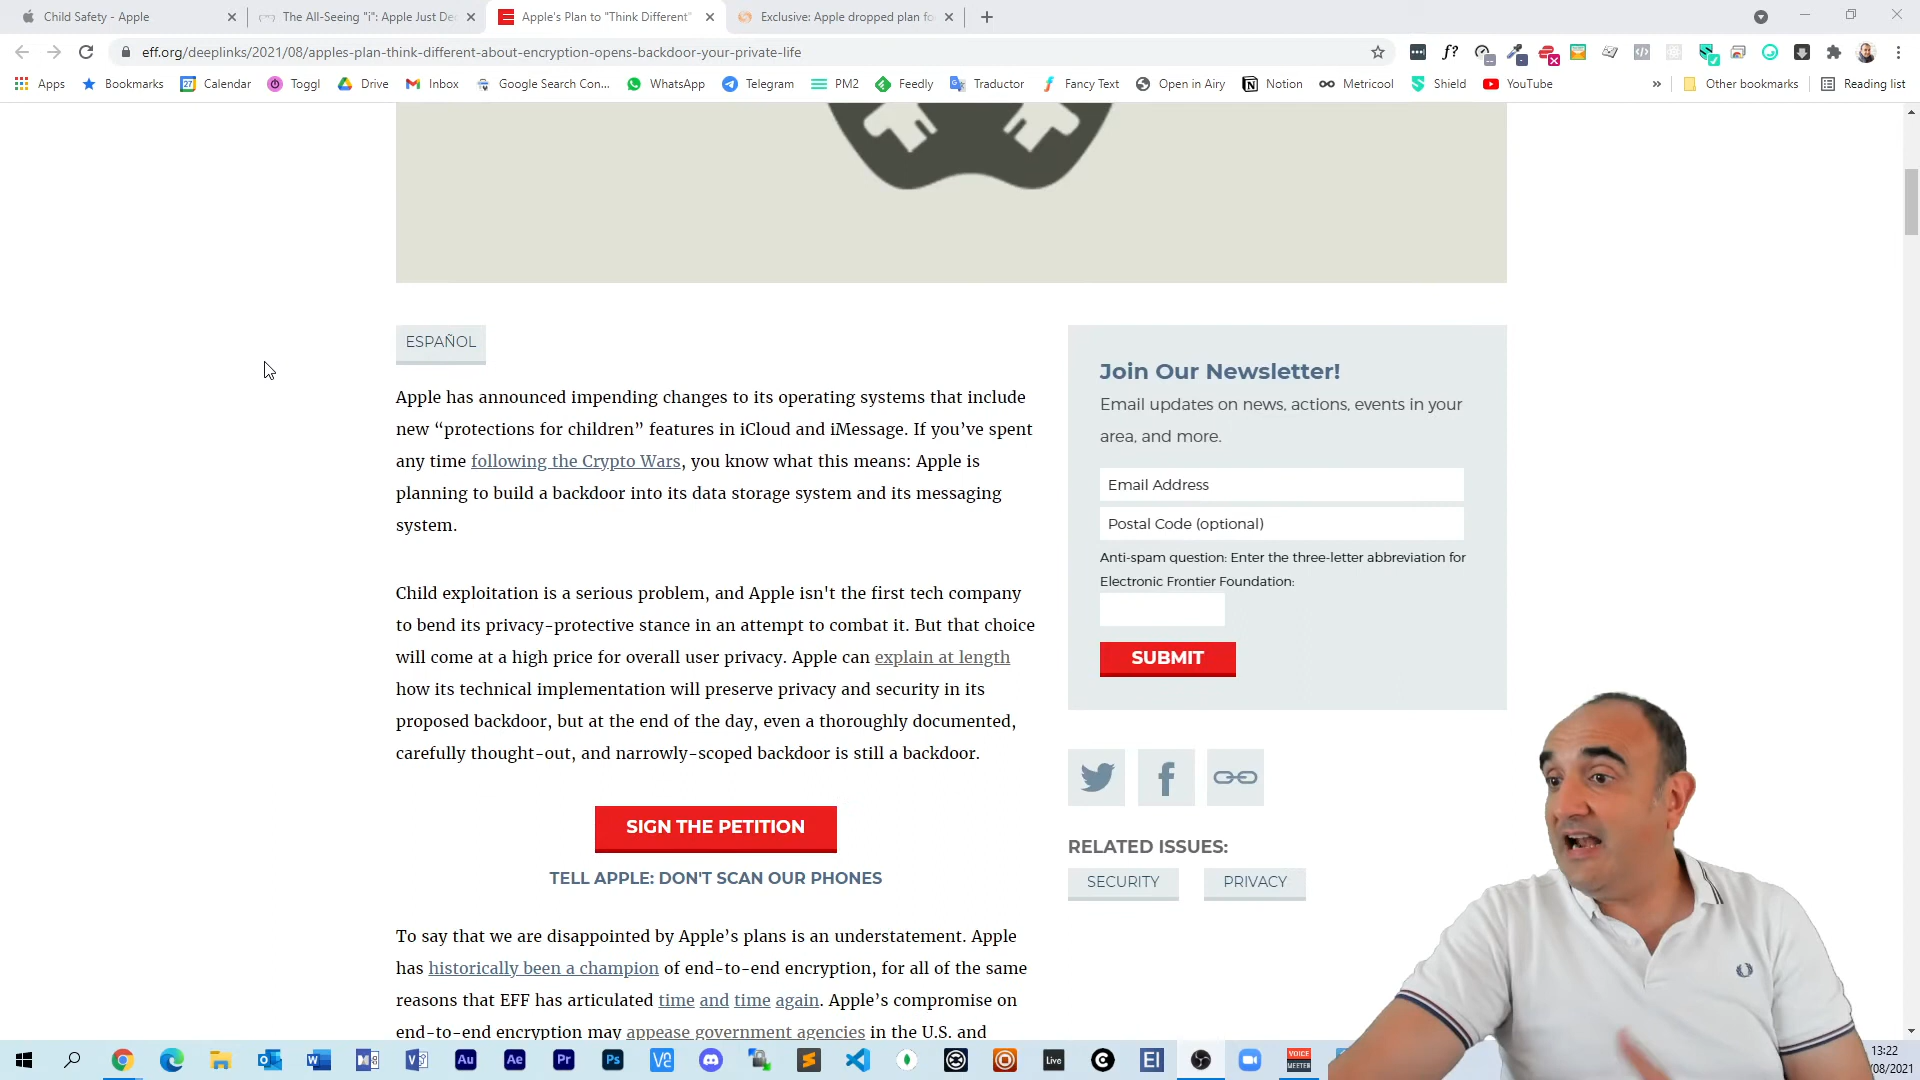 Child Safety - Apple
The All-Seeing "i": Apple Just De
Apple's Plan to "Think Different"
Exclusive: Apple dropped plan fo
eff.org/deeplinks/2021/08/apples-plan-think-different-about-encryption-opens-backdoor-your-private-life
Apps
Bookmarks
Calendar
Toggl
Drive
Inbox
Google Search Con...
WhatsApp
Telegram
PM2
Feedly
Traductor
Fancy Text
Open in Airy
Notion
Metricool
Shield
YouTube
»
Other bookmarks
Reading list
ESPAÑOL
Apple has announced impending changes to its operating systems that include
new “protections for children” features in iCloud and iMessage. If you’ve spent
any time following the Crypto Wars, you know what this means: Apple is
planning to build a backdoor into its data storage system and its messaging
system.
Child exploitation is a serious problem, and Apple isn't the first tech company
to bend its privacy-protective stance in an attempt to combat it. But that choice
will come at a high price for overall user privacy. Apple can explain at length
how its technical implementation will preserve privacy and security in its
proposed backdoor, but at the end of the day, even a thoroughly documented,
carefully thought-out, and narrowly-scoped backdoor is still a backdoor.
SIGN THE PETITION
TELL APPLE: DON'T SCAN OUR PHONES
To say that we are disappointed by Apple’s plans is an understatement. Apple
has historically been a champion of end-to-end encryption, for all of the same
reasons that EFF has articulated time and time again. Apple’s compromise on
end-to-end encryption may appease government agencies in the U.S. and
Join Our Newsletter!
Email updates on news, actions, events in your
area, and more.
Email Address
Postal Code (optional)
Anti-spam question: Enter the three-letter abbreviation for
Electronic Frontier Foundation:
SUBMIT
RELATED ISSUES:
SECURITY
PRIVACY
Au
Ae
Pr
Ps
Live
C
EI
VOICE
MEETER
13:22
/08/2021